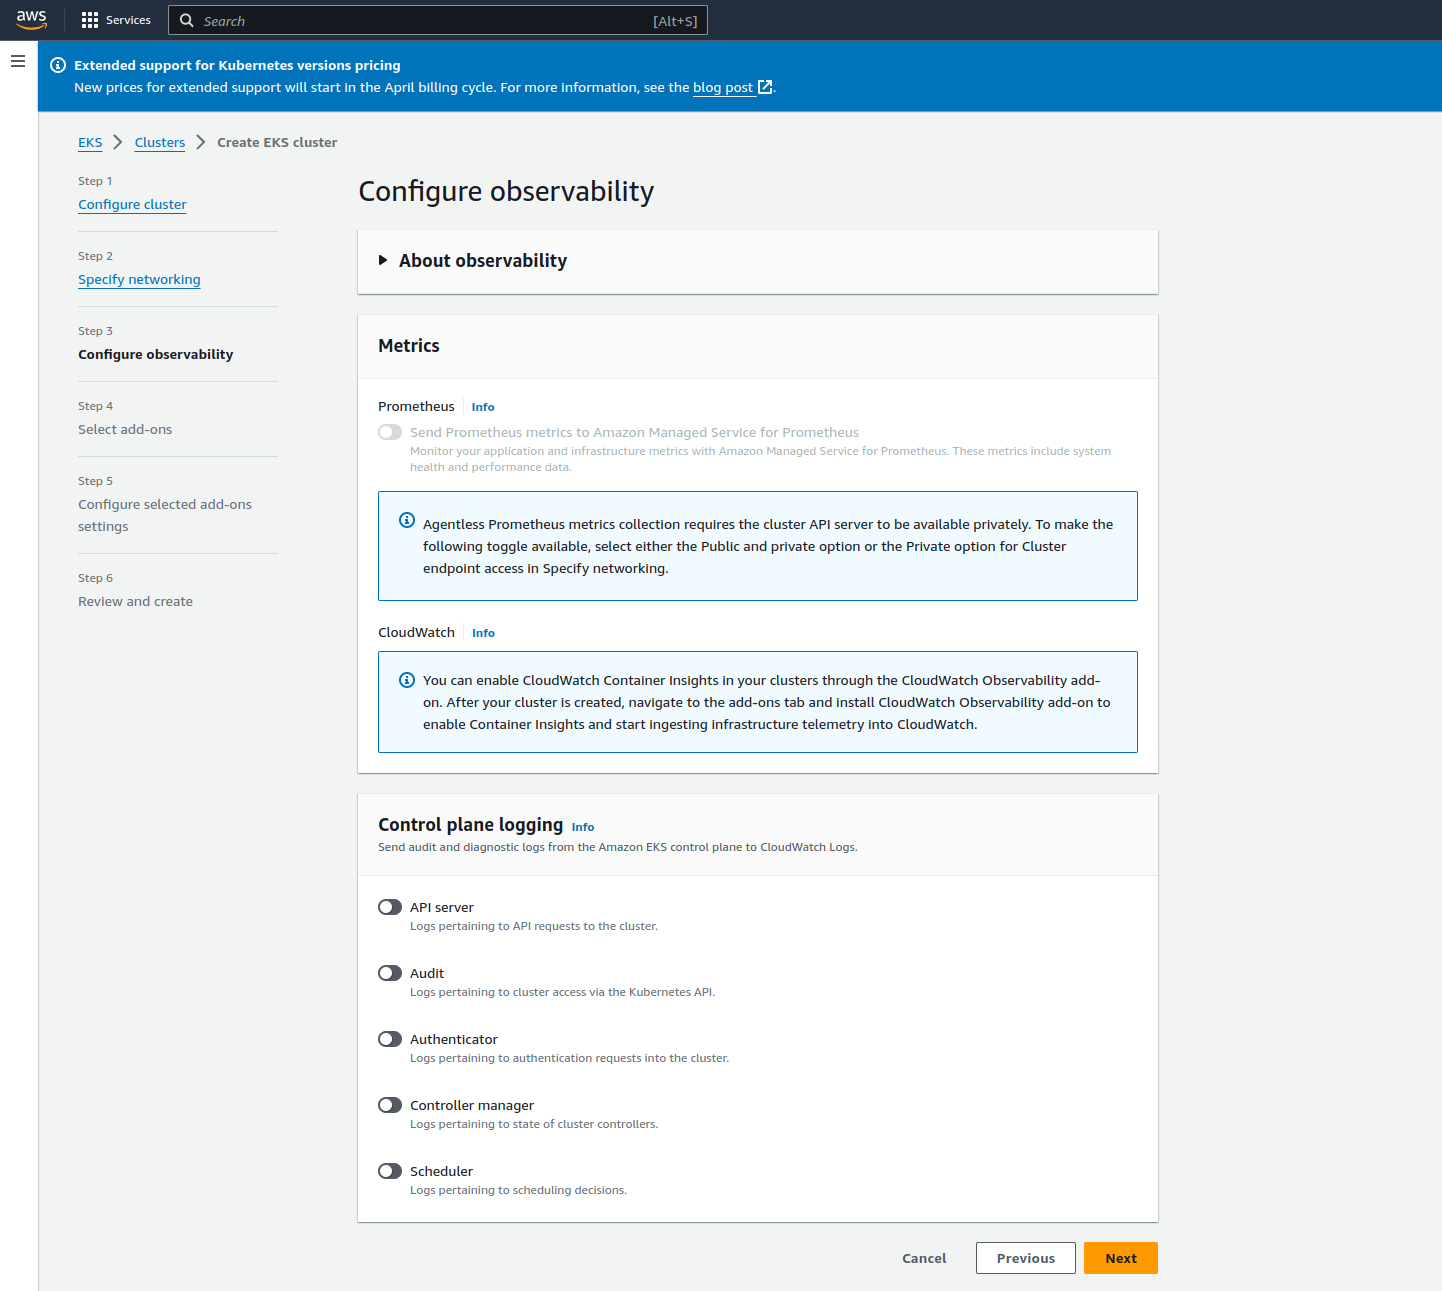 aws
Services
Search
[Alt+S]
Extended support for Kubernetes versions pricing
New prices for extended support will start in the April billing cycle. For more information, see the blog post.
EKS
Clusters
Create EKS cluster
Step 1
Configure cluster
Step 2
Specify networking
Step 3
Configure observability
Step 4
Select add-ons
Step 5
Configure selected add-ons
settings
Step 6
Review and create
Configure observability
About observability
Metrics
Prometheus
Info
Send Prometheus metrics to Amazon Managed Service for Prometheus
Monitor your application and infrastructure metrics with Amazon Managed Service for Prometheus. These metrics include system
health and performance data.
Agentless Prometheus metrics collection requires the cluster API server to be available privately. To make the
following toggle available, select either the Public and private option or the Private option for Cluster
endpoint access in Specify networking.
CloudWatch
Info
You can enable CloudWatch Container Insights in your clusters through the CloudWatch Observability add-
on. After your cluster is created, navigate to the add-ons tab and install CloudWatch Observability add-on to
enable Container Insights and start ingesting infrastructure telemetry into CloudWatch.
Control plane logging Info
Send audit and diagnostic logs from the Amazon EKS control plane to CloudWatch Logs.
API server
Logs pertaining to API requests to the cluster.
Audit
Logs pertaining to cluster access via the Kubernetes API.
Authenticator
Logs pertaining to authentication requests into the cluster.
Controller manager
Logs pertaining to state of cluster controllers.
Scheduler
Logs pertaining to scheduling decisions.
Cancel
Previous
Next